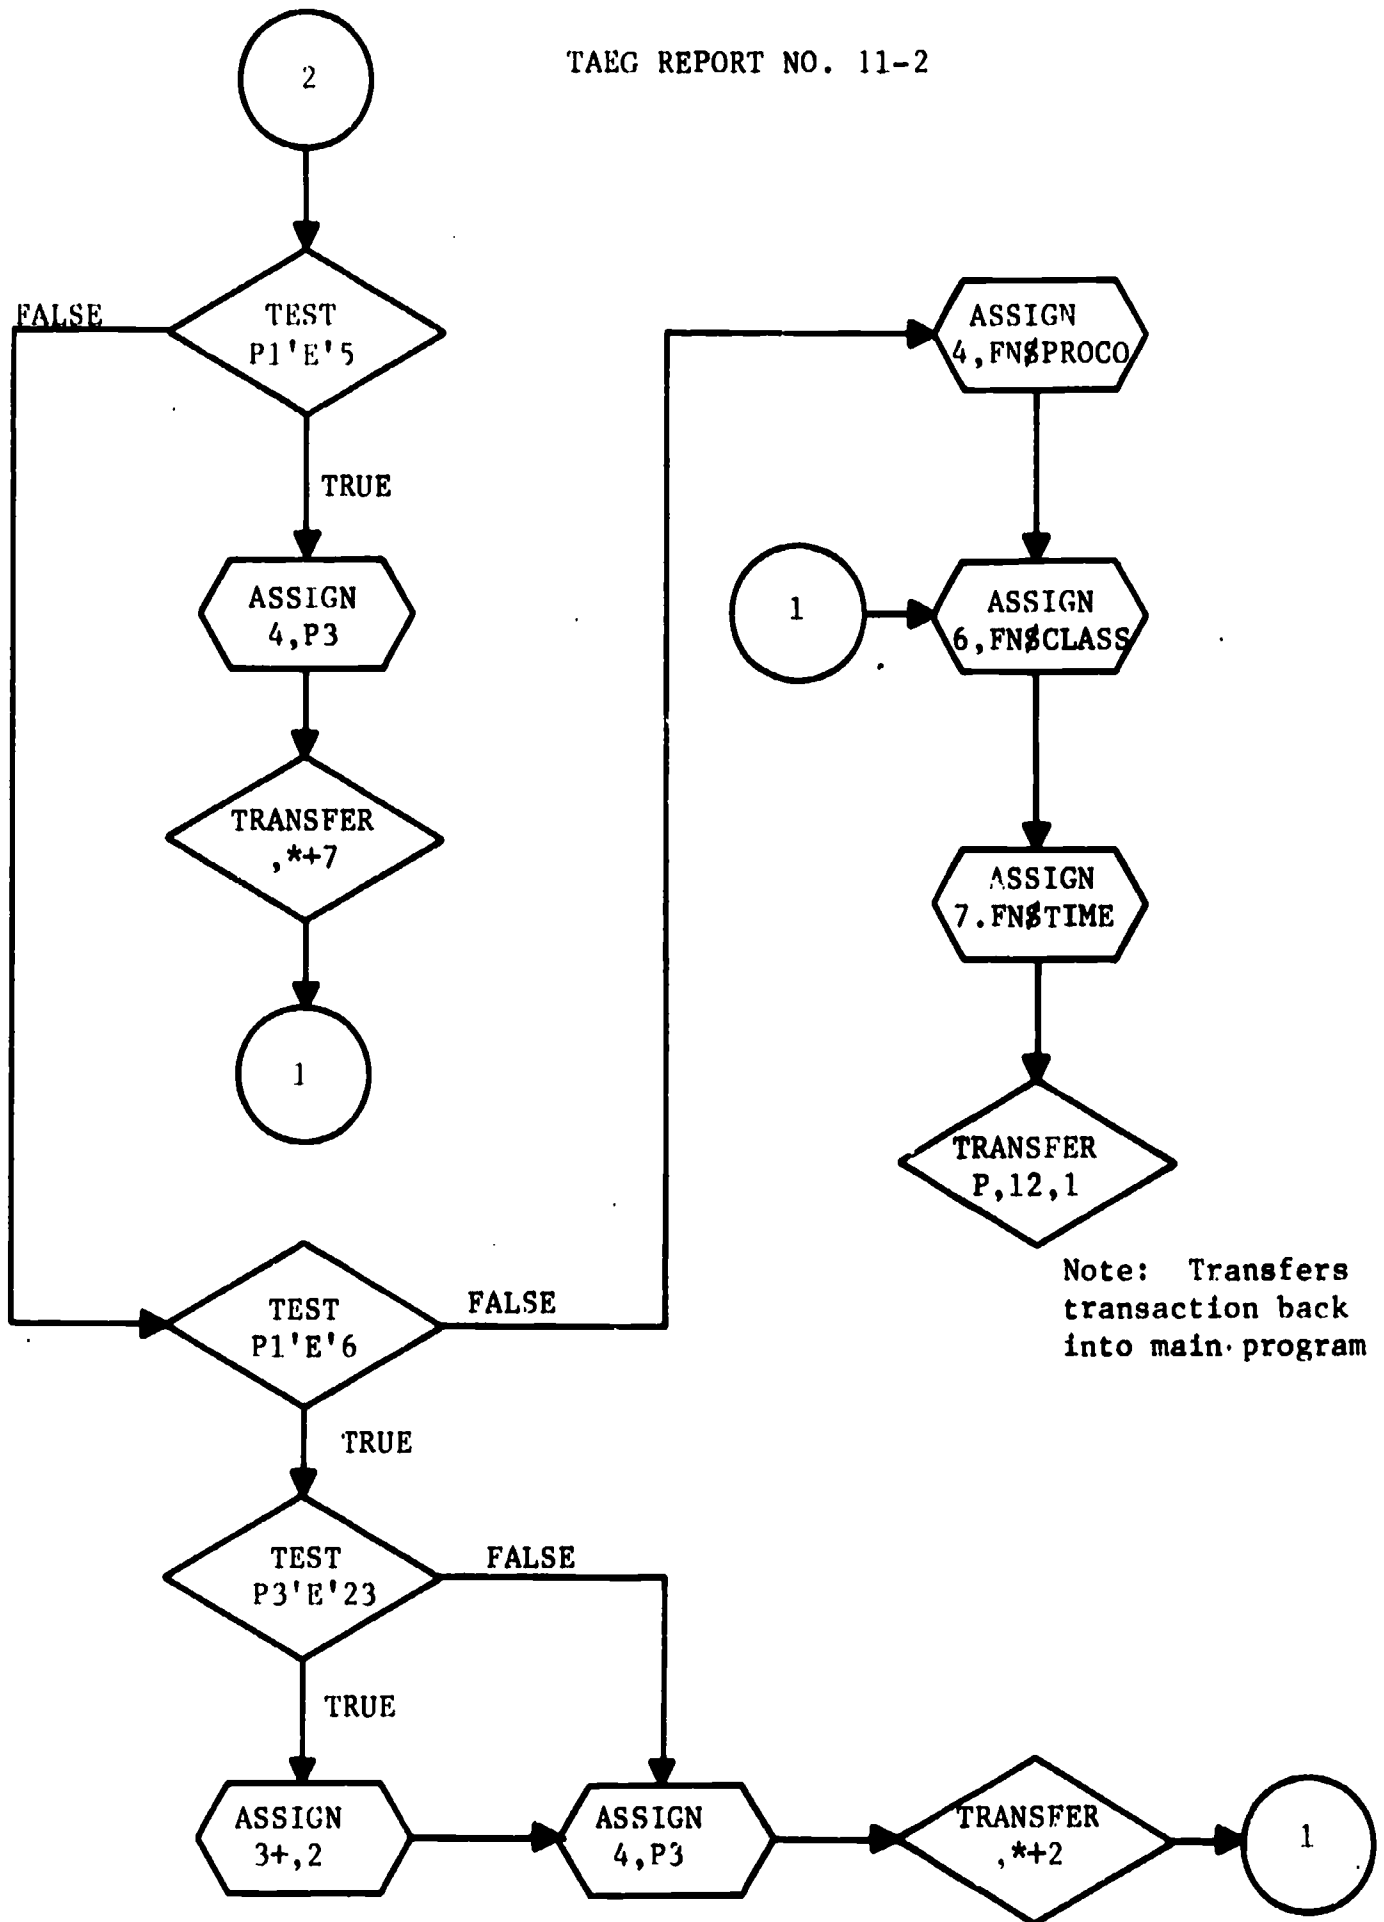 TAEG REPORT NO. 11-2
2
TEST
P1'E'5
FALSE
TRUE
ASSIGN
4,P3
TRANSFER
,*+7
1
TEST
P1'E'6
FALSE
TRUE
TEST
P3'E'23
FALSE
TRUE
ASSIGN
3+,2
ASSIGN
4,P3
TRANSFER
,*+2
1
ASSIGN
4,FN$PROCO
1
ASSIGN
6,FN$CLASS
ASSIGN
7.FN$TIME
TRANSFER
P,12,1
Note: Transfers
transaction back
into main program